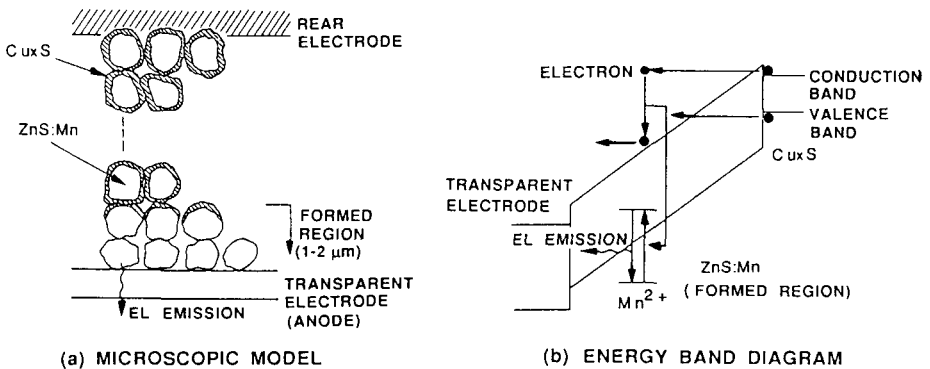 REAR
ELECTRODE
CuxS
ZnS:Mn
FORMED
REGION
(1-2 μm)
TRANSPARENT
ELECTRODE
(ANODE)
EL EMISSION
(a) MICROSCOPIC MODEL
ELECTRON
CONDUCTION
BAND
VALENCE
BAND
CuxS
TRANSPARENT
ELECTRODE
EL EMISSION
Mn2+
ZnS:Mn
(FORMED REGION)
(b) ENERGY BAND DIAGRAM